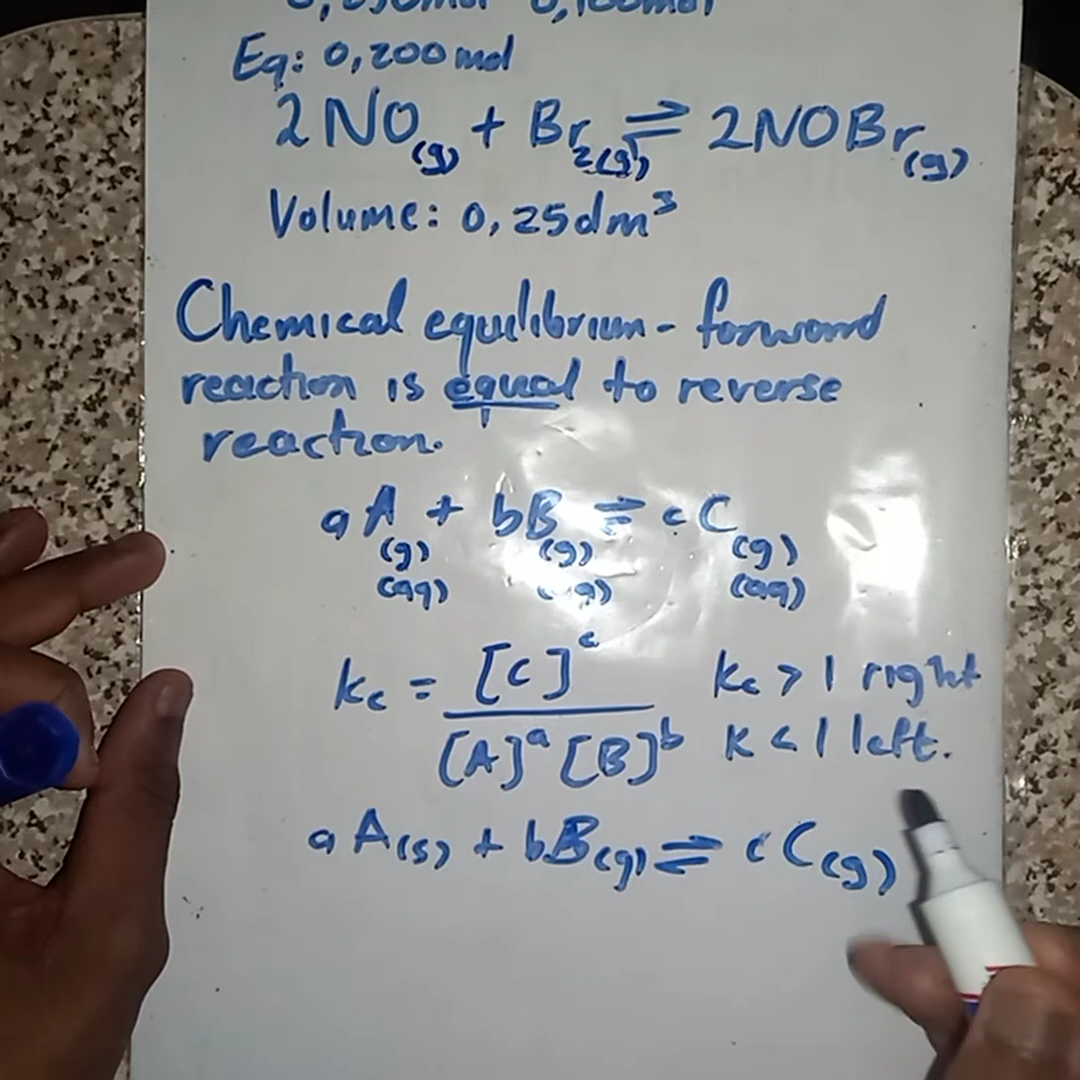 Eq: 0,200 mol
2NO(g) + Br2(g) ⇌ 2NOBr(g)
Volume: 0,25dm³
Chemical equilibrium - forward
reaction is equal to reverse
reaction.
aA + bB ⇌ cC
(g) (g) (g)
(aq) (aq)
kc = [C]^c / [A]^a [B]^b
kc > 1 right
k < 1 left.
aA(s) + bB(g) ⇌ cC(g)